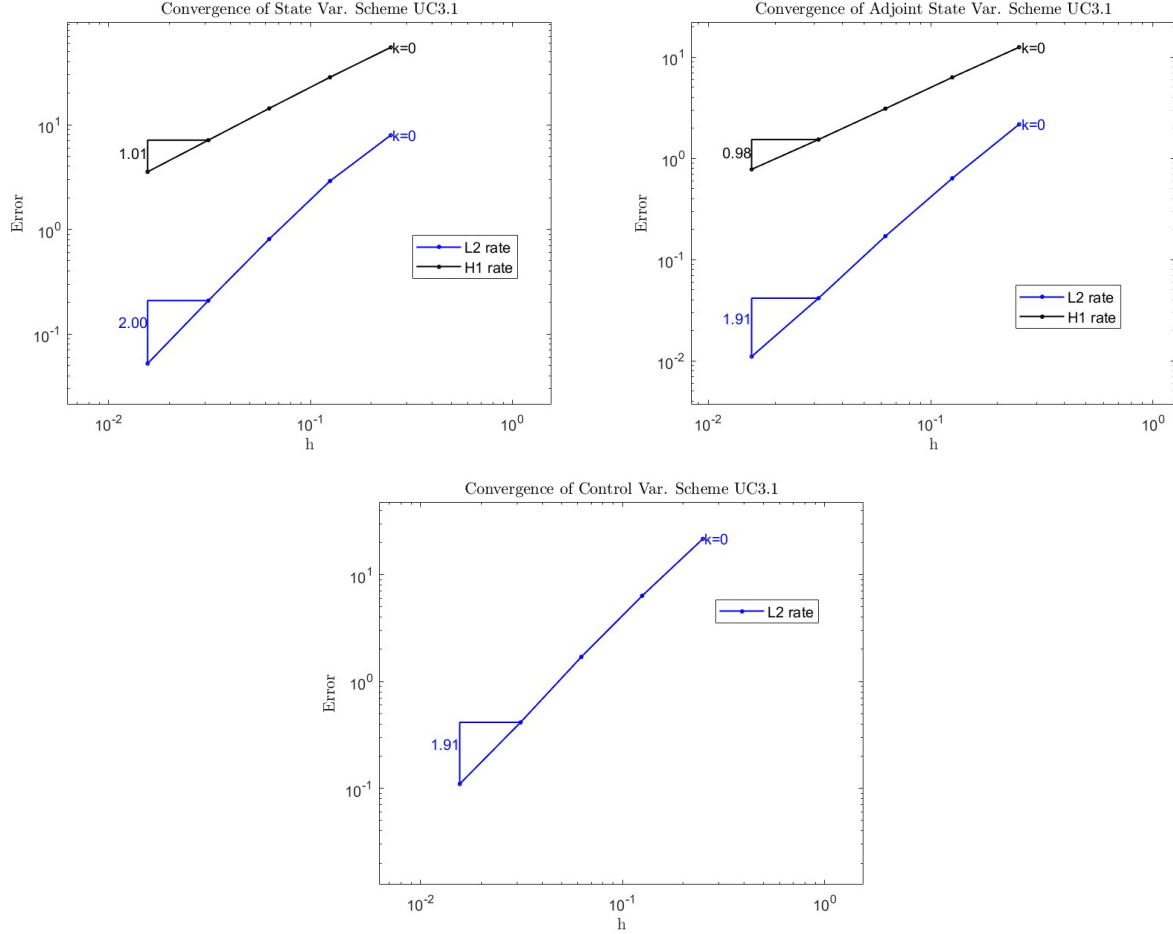 Convergence of State Var. Scheme UC3.1
k=0
10^1
1.01
k=0
Error
10^0
L2 rate
H1 rate
2.00
10^-1
10^-2
10^-1
10^0
h
Convergence of Adjoint State Var. Scheme UC3.1
10^1
k=0
k=0
0.98
10^0
Error
10^-1
L2 rate
H1 rate
1.91
10^-2
10^-2
10^-1
10^0
h
Convergence of Control Var. Scheme UC3.1
k=0
10^1
L2 rate
Error
10^0
1.91
10^-1
10^-2
10^-1
10^0
h